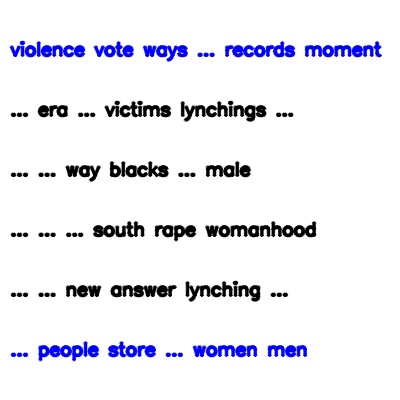 violence vote ways ... records moment
... era ... victims lynchings ...
... ... way blacks ... male
... ... ... south rape womanhood
... ... new answer lynching ...
... people store ... women men